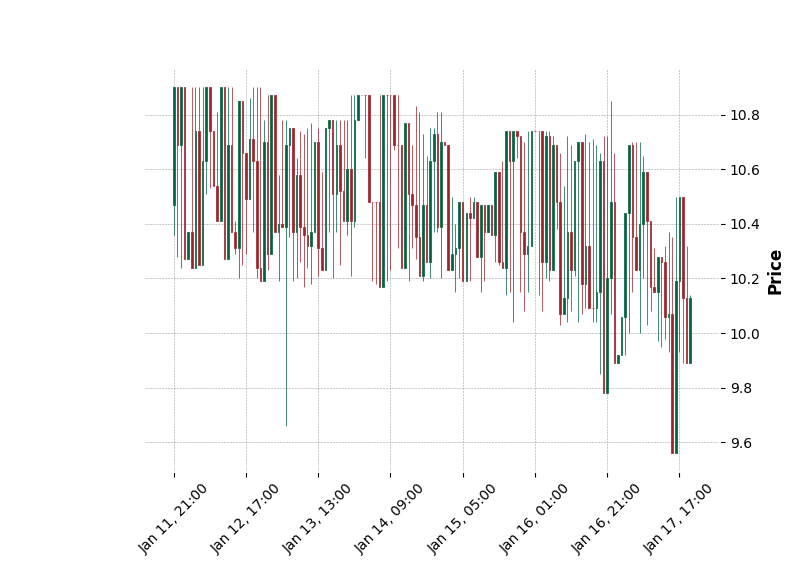 10.8
10.6
10.4
10.2
10.0
9.8
9.6
Price
Jan 11, 21:00
Jan 12, 17:00
Jan 13, 13:00
Jan 14, 09:00
Jan 15, 05:00
Jan 16, 01:00
Jan 16, 21:00
Jan 17, 17:00